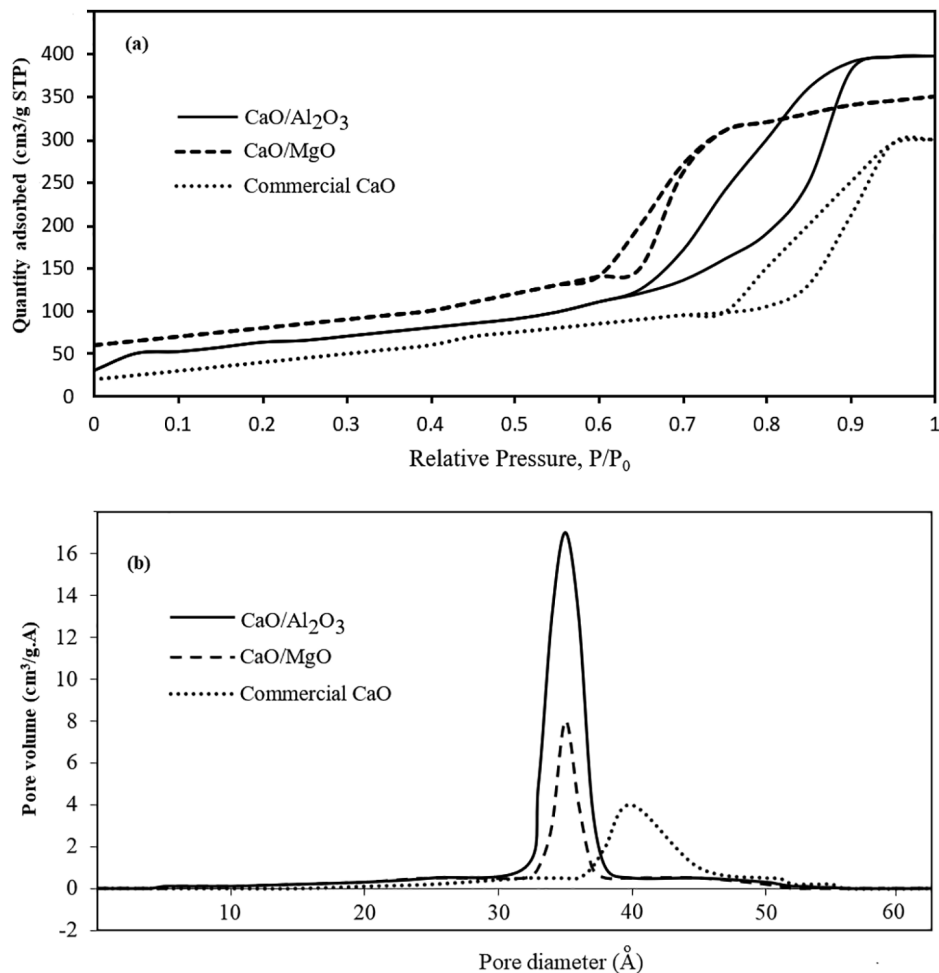 (a)
Quantity adsorbed (cm3/g STP)
400
350
300
250
200
150
100
50
0
CaO/Al2O3
CaO/MgO
Commercial CaO
0 0.1 0.2 0.3 0.4 0.5 0.6 0.7 0.8 0.9 1
Relative Pressure, P/P0
(b)
Pore volume (cm³/g.A)
16
14
12
10
8
6
4
2
0
-2
CaO/Al2O3
CaO/MgO
Commercial CaO
10 20 30 40 50 60
Pore diameter (Å)